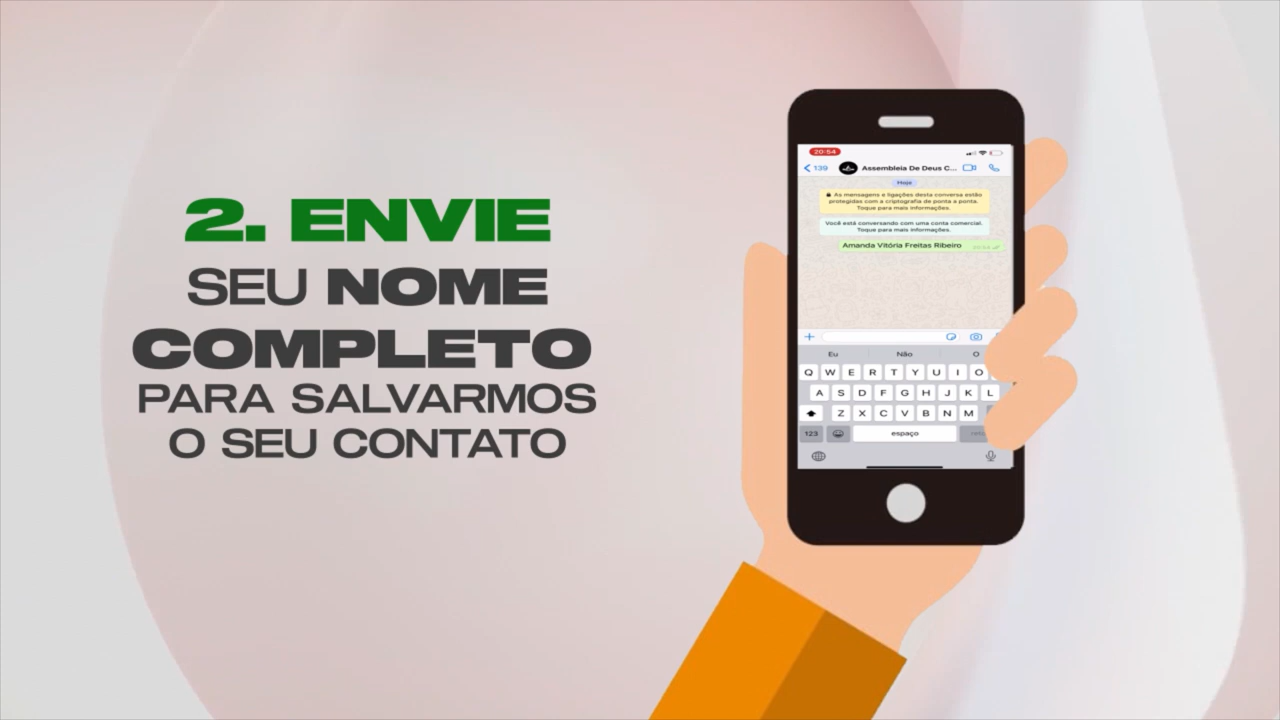 2. ENVIE
SEU NOME
COMPLETO
PARA SALVARMOS
O SEU CONTATO
20:54
139
Assembleia De Deus C...
Hoje
As mensagens e ligações desta conversa estão
protegidas com a criptografia de ponta a ponta.
Toque para mais informações.
Você está conversando com uma conta comercial.
Toque para mais informações.
Amanda Vitória Freitas Ribeiro 20:54
Eu Não O
Q W E R T Y U I O
A S D F G H J K L
Z X C V B N M
123 espaço